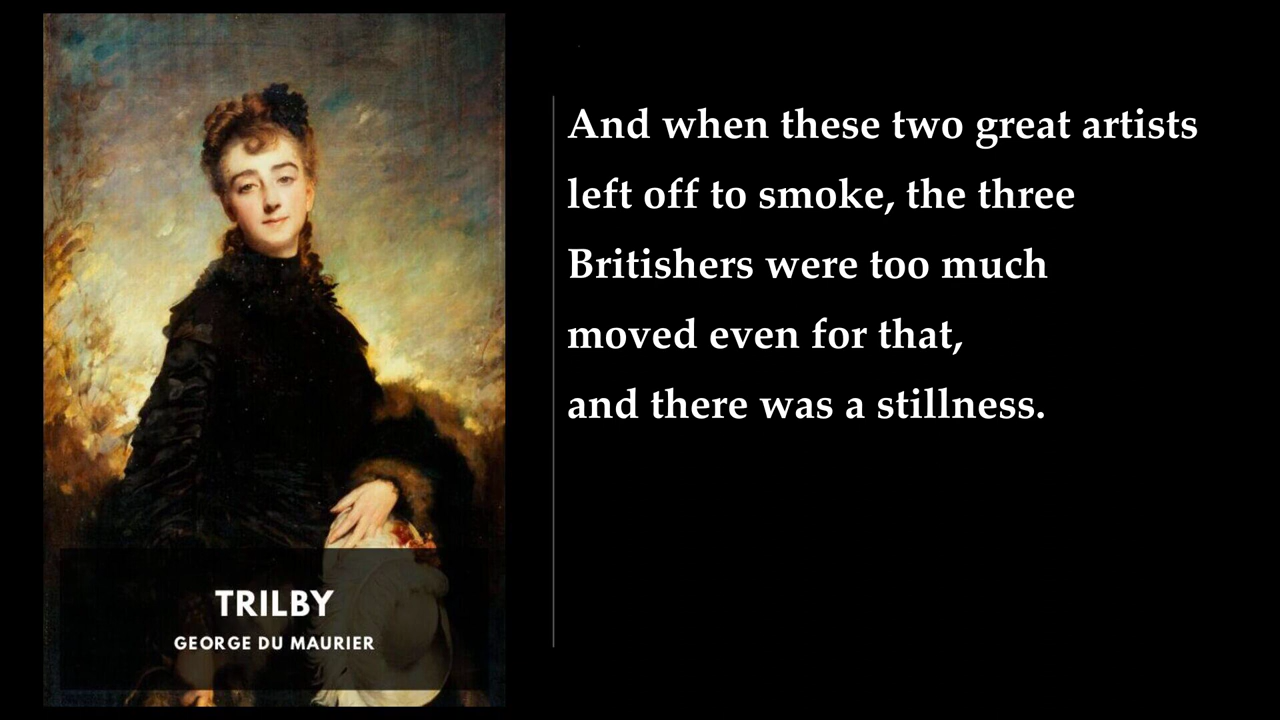 And when these two great artists
left off to smoke, the three
Britishers were too much
moved even for that,
and there was a stillness.
TRILBY
GEORGE DU MAURIER